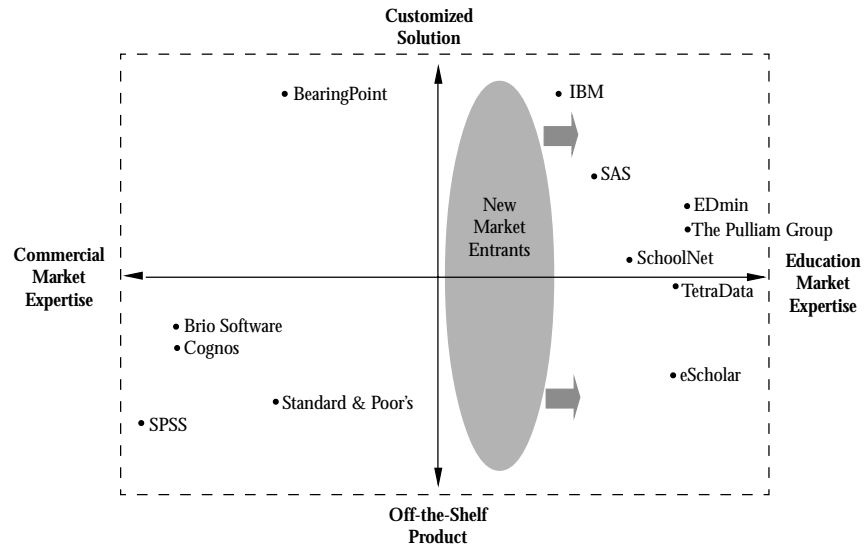 Customized
Solution
BearingPoint
IBM
SAS
New
Market
Entrants
EDmin
The Pulliam Group
SchoolNet
Commercial
Market
Expertise
Education
Market
Expertise
TetraData
Brio Software
Cognos
eScholar
Standard & Poor's
SPSS
Off-the-Shelf
Product